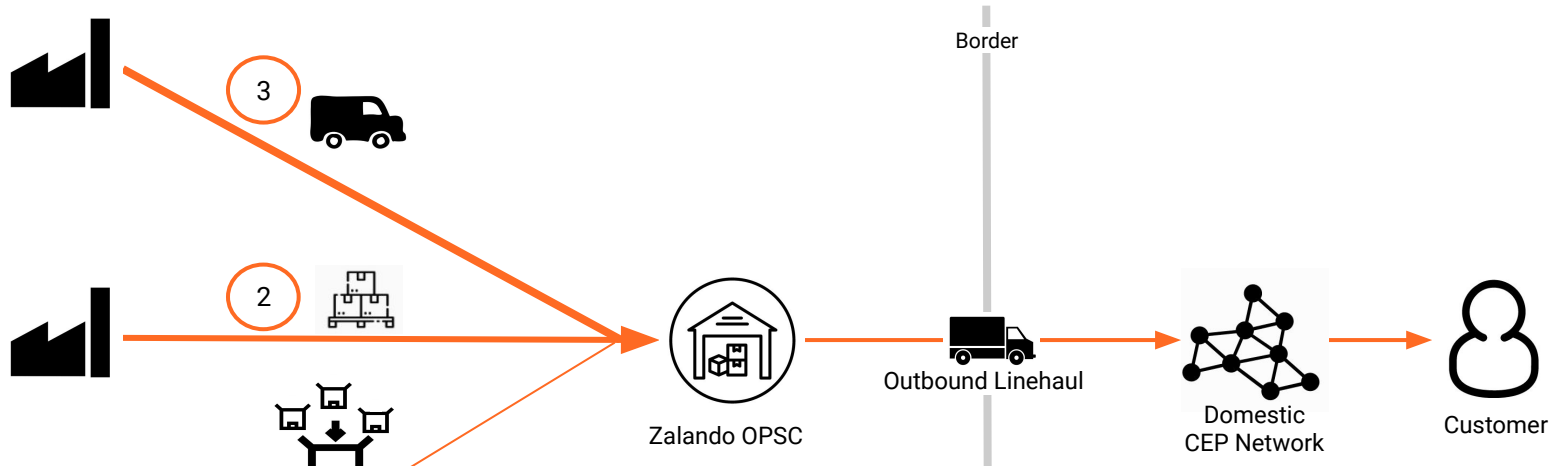 Border
3
2
Outbound Linehaul
Zalando OPSC
Domestic
CEP Network
Customer